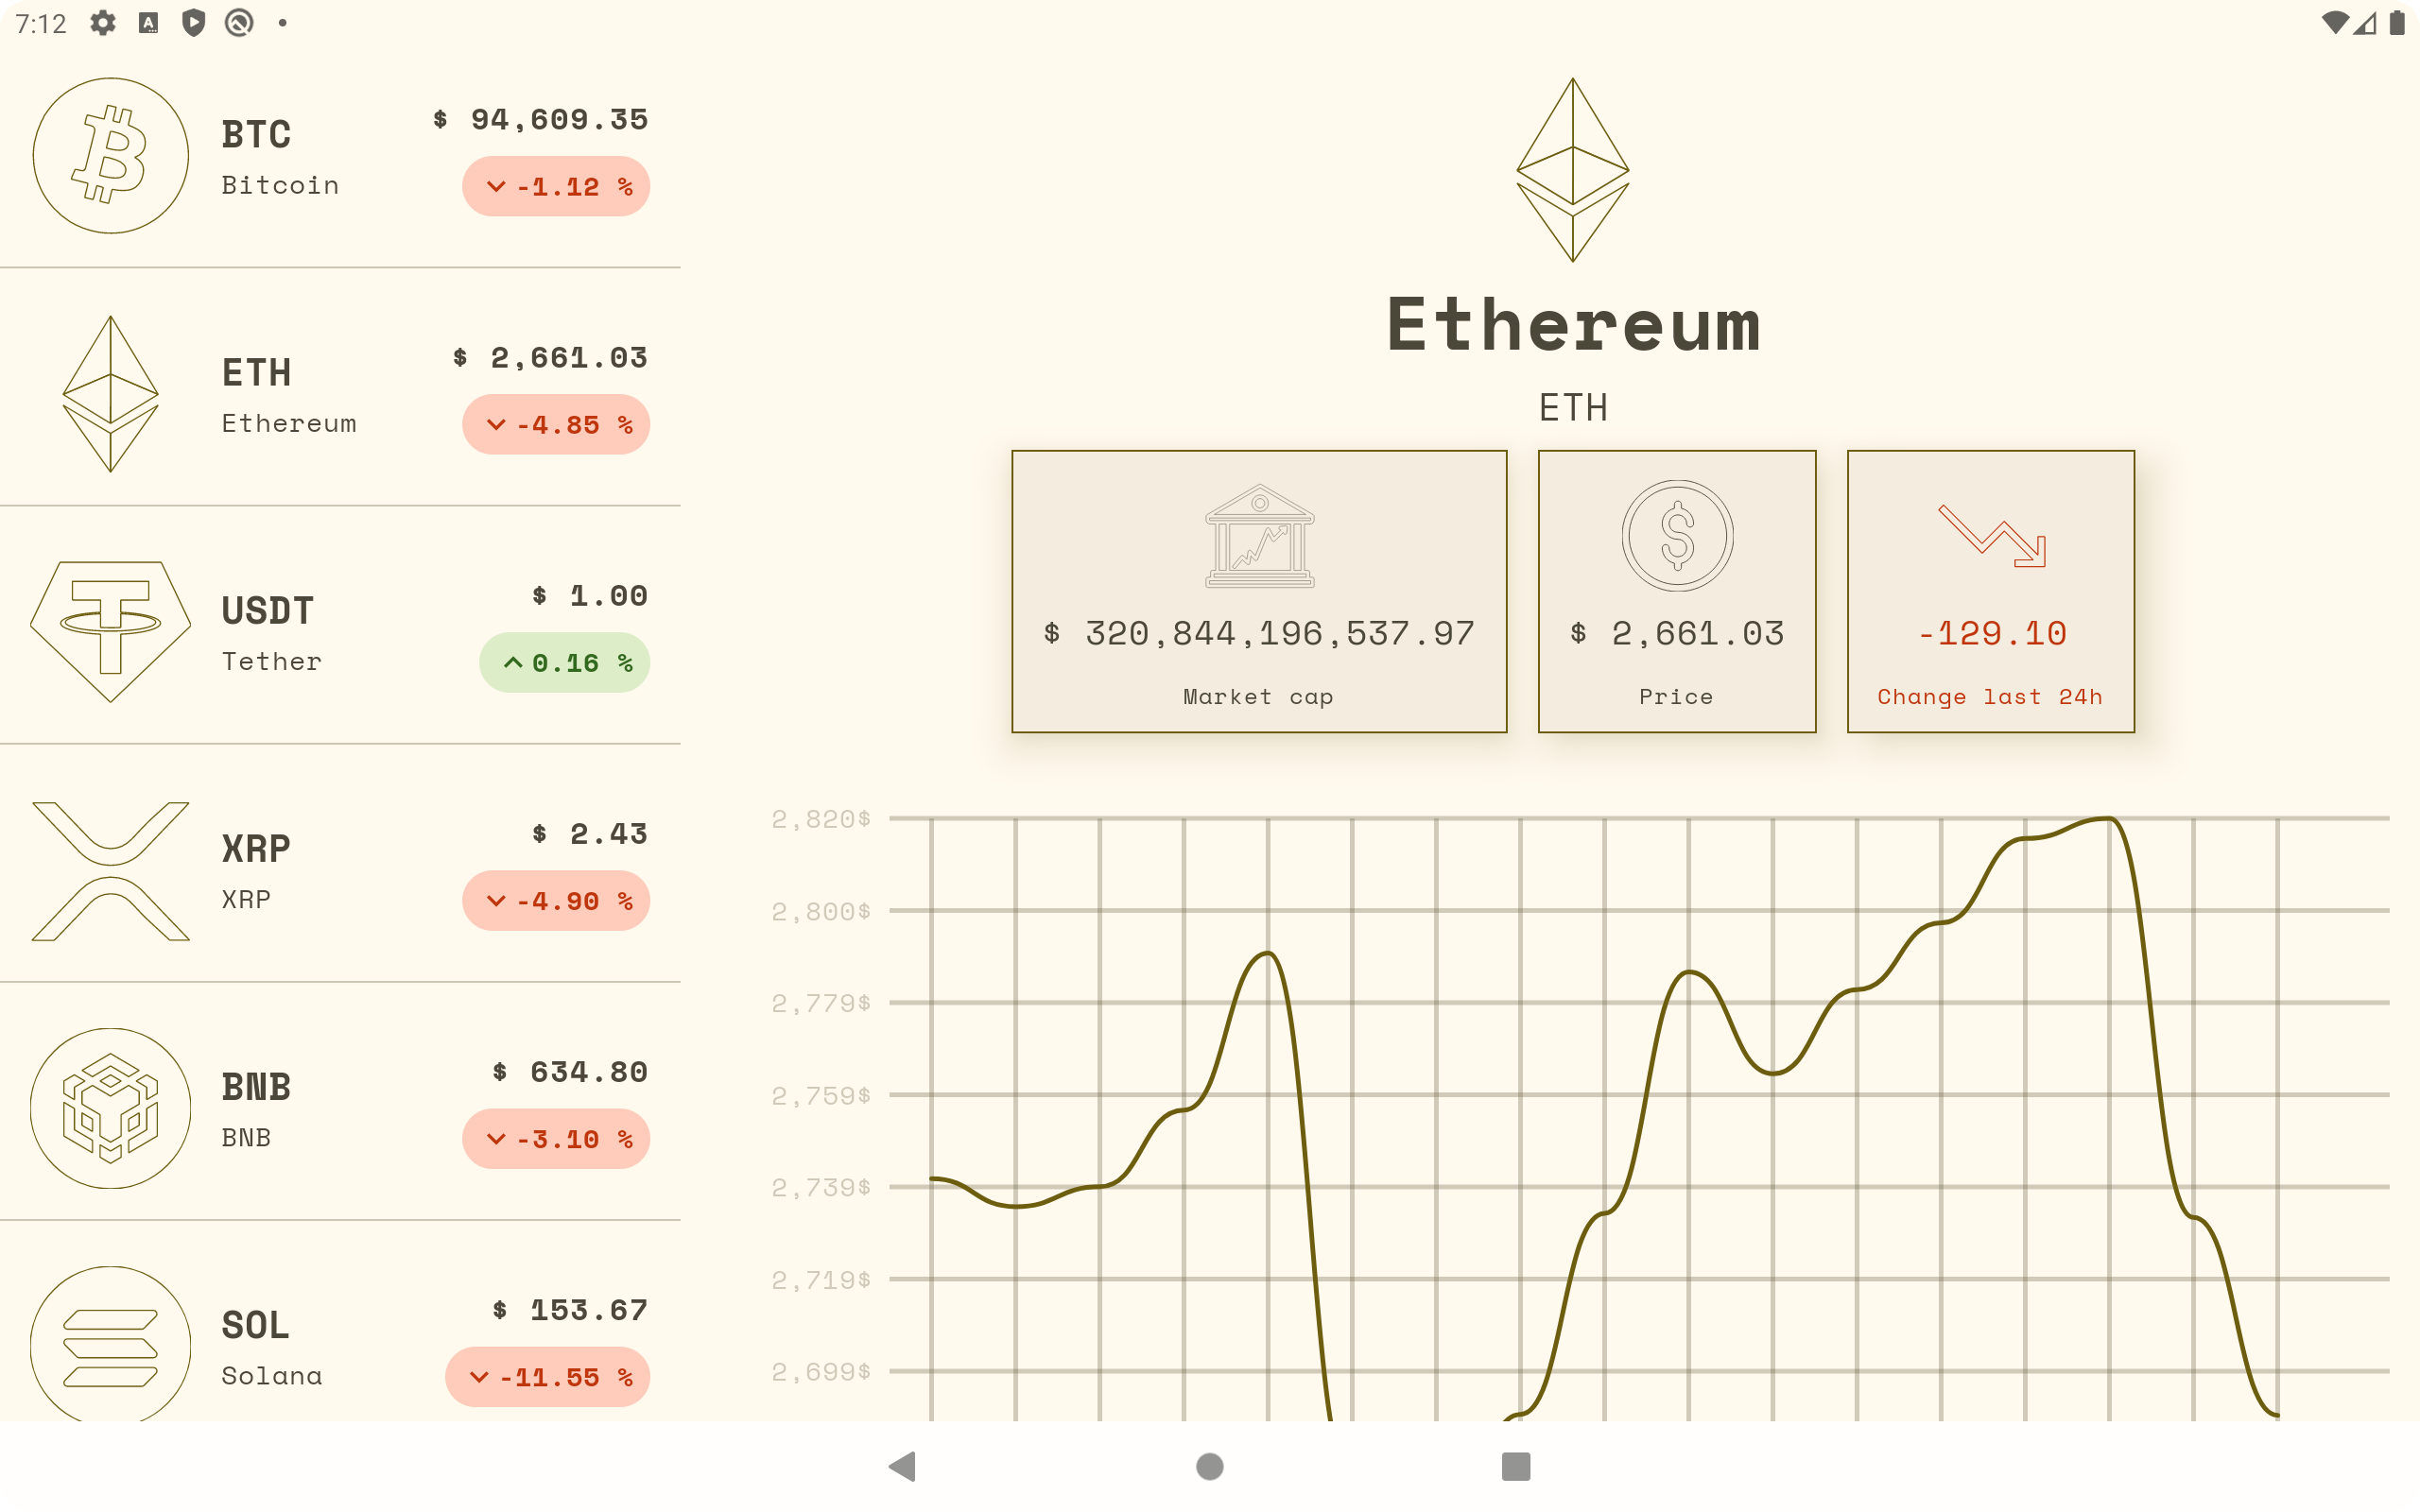 7:12
BTC
Bitcoin
$ 94,609.35
-1.12 %
ETH
Ethereum
$ 2,661.03
-4.85 %
USDT
Tether
$ 1.00
0.16 %
XRP
XRP
$ 2.43
-4.90 %
BNB
BNB
$ 634.80
-3.10 %
SOL
Solana
$ 153.67
-11.55 %
Ethereum
ETH
$ 320,844,196,537.97
Market cap
$ 2,661.03
Price
-129.10
Change last 24h
2,820$
2,800$
2,779$
2,759$
2,739$
2,719$
2,699$